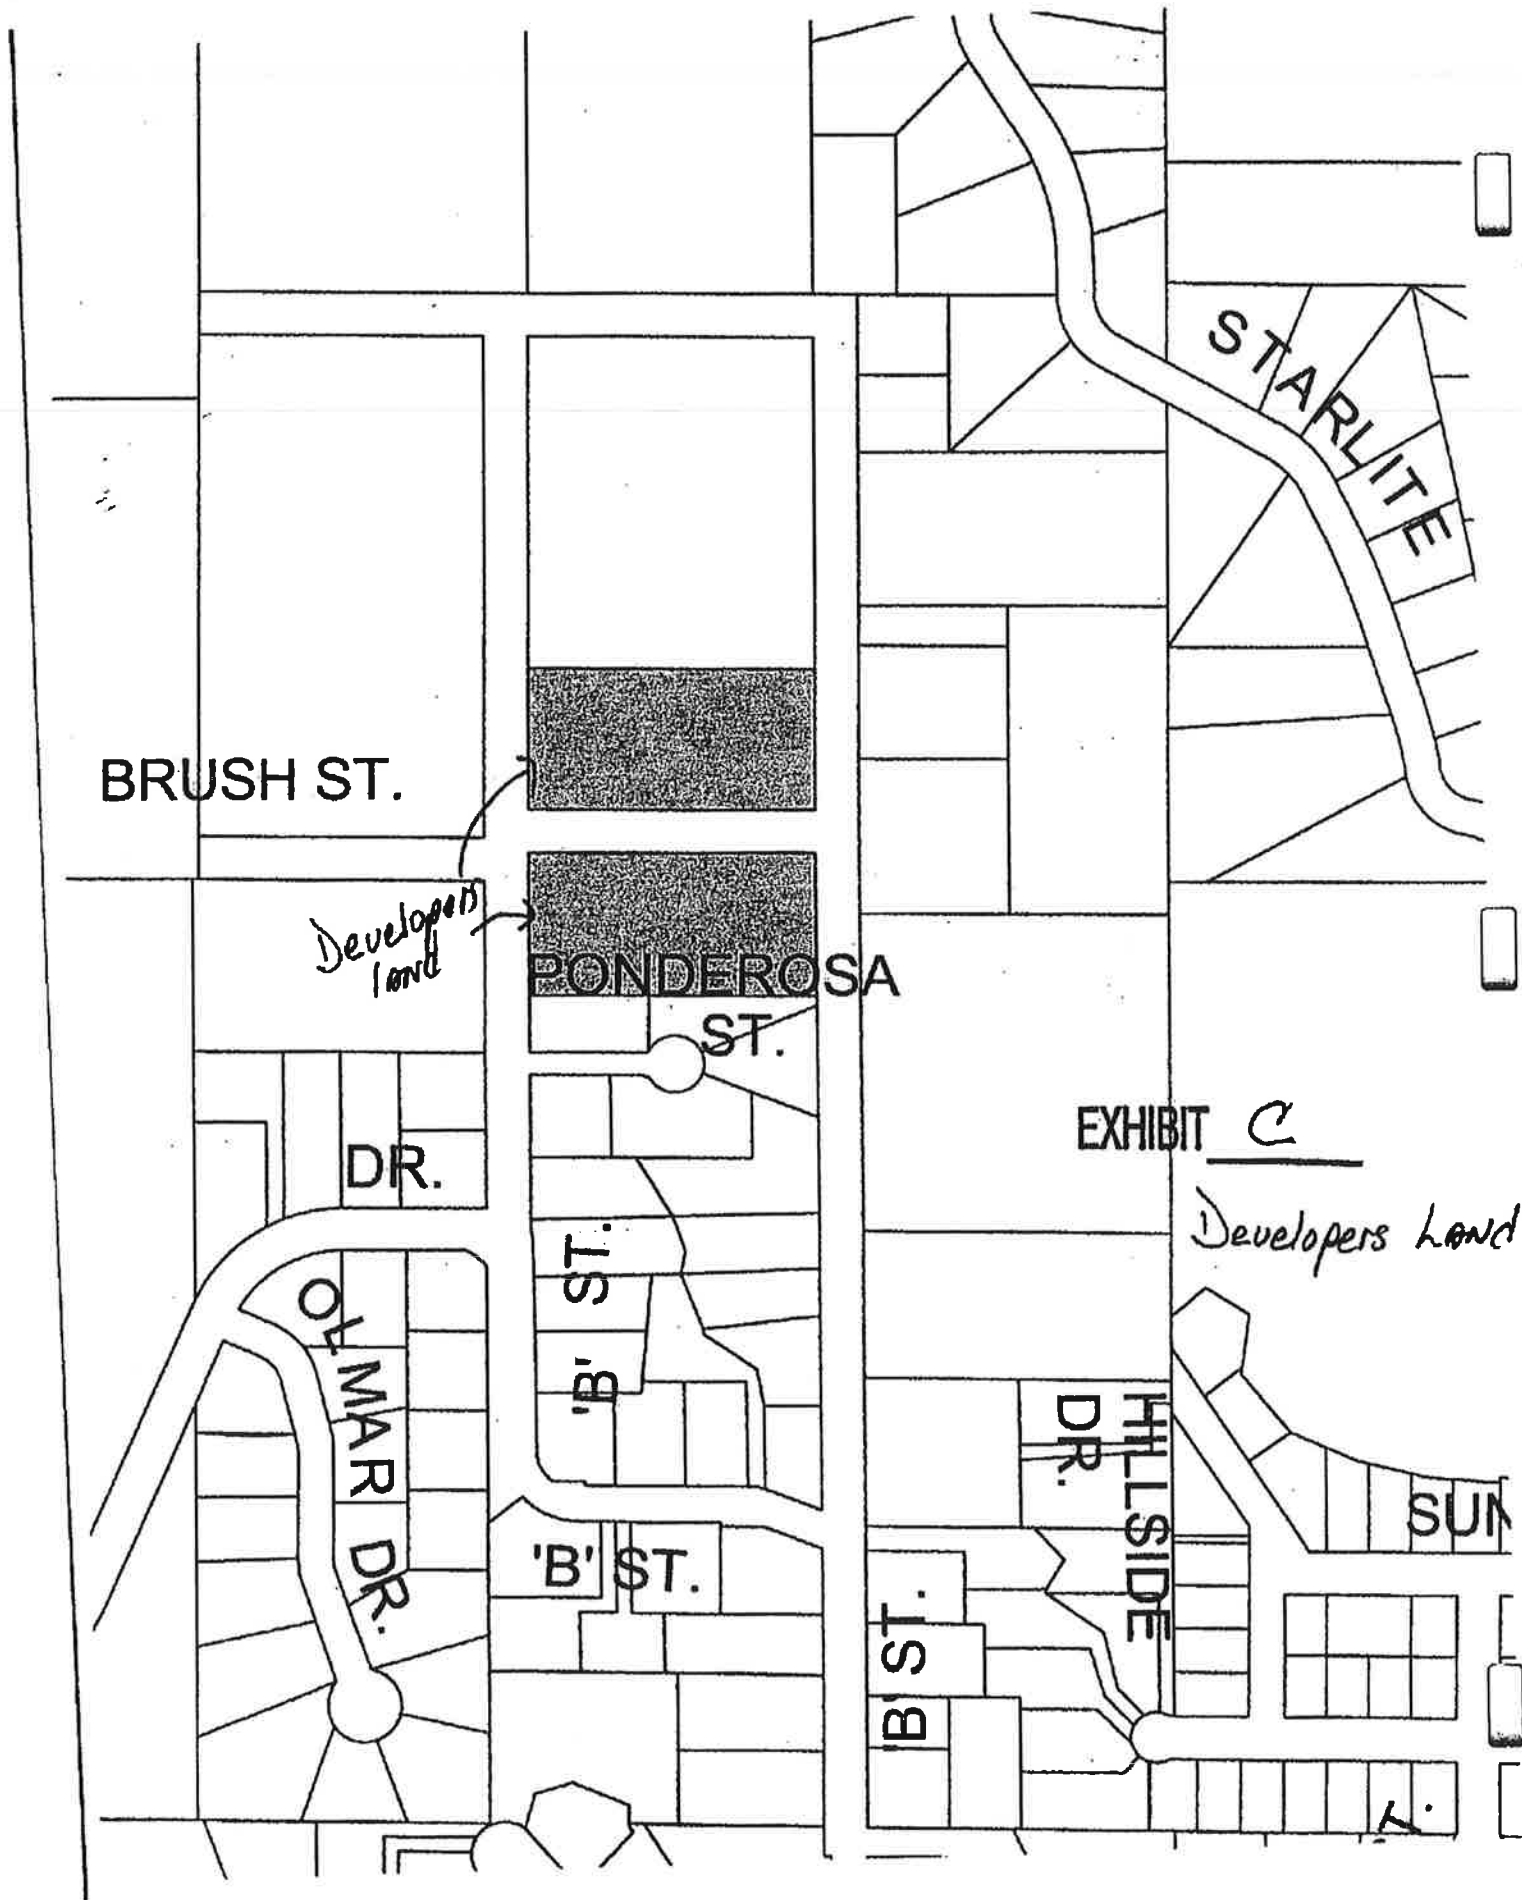 STARLITE
BRUSH ST.
Developers
land
PONDEROSA
ST.
EXHIBIT C
Developers Land
DR.
'B' ST.
OLMAR DR.
HILLSIDE
DR.
SUN
'B' ST.
'B' ST.
T.